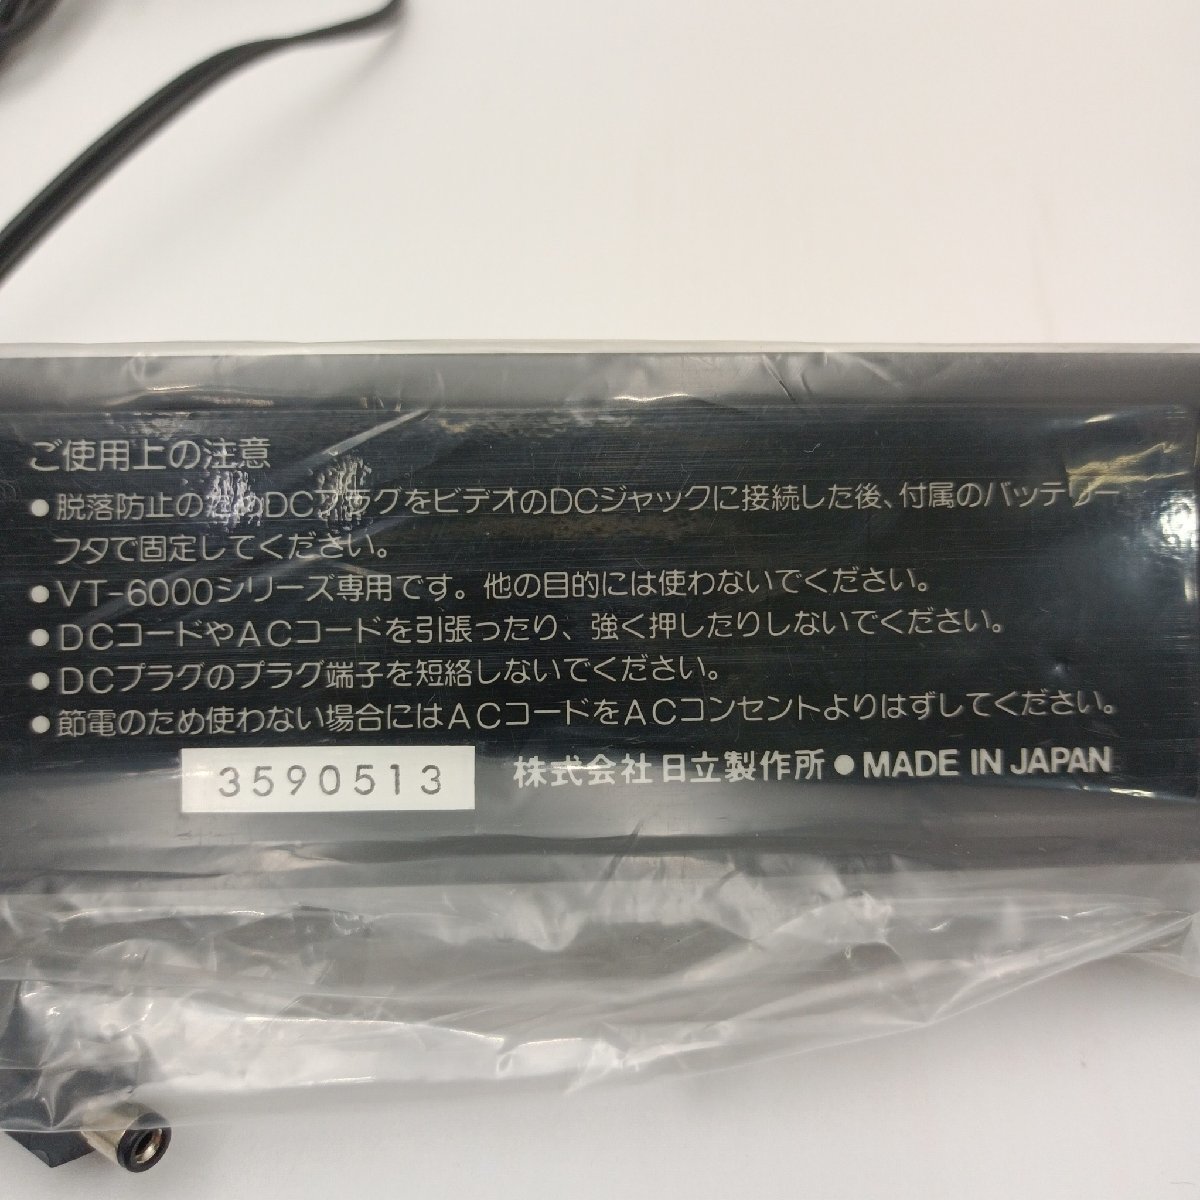 ご使用上の注意
●脱落防止のためDCプラグをビデオのDCジャックに接続した後、付属のバッテリー
フタで固定してください。
●VT-6000シリーズ専用です。他の目的には使わないでください。
●DCコードやACコードを引張ったり、強く押したりしないでください。
●DCプラグのプラグ端子を短絡しないでください。
●節電のため使わない場合にはACコードをACコンセントよりはずしてください。
3590513 株式会社日立製作所●MADE IN JAPAN